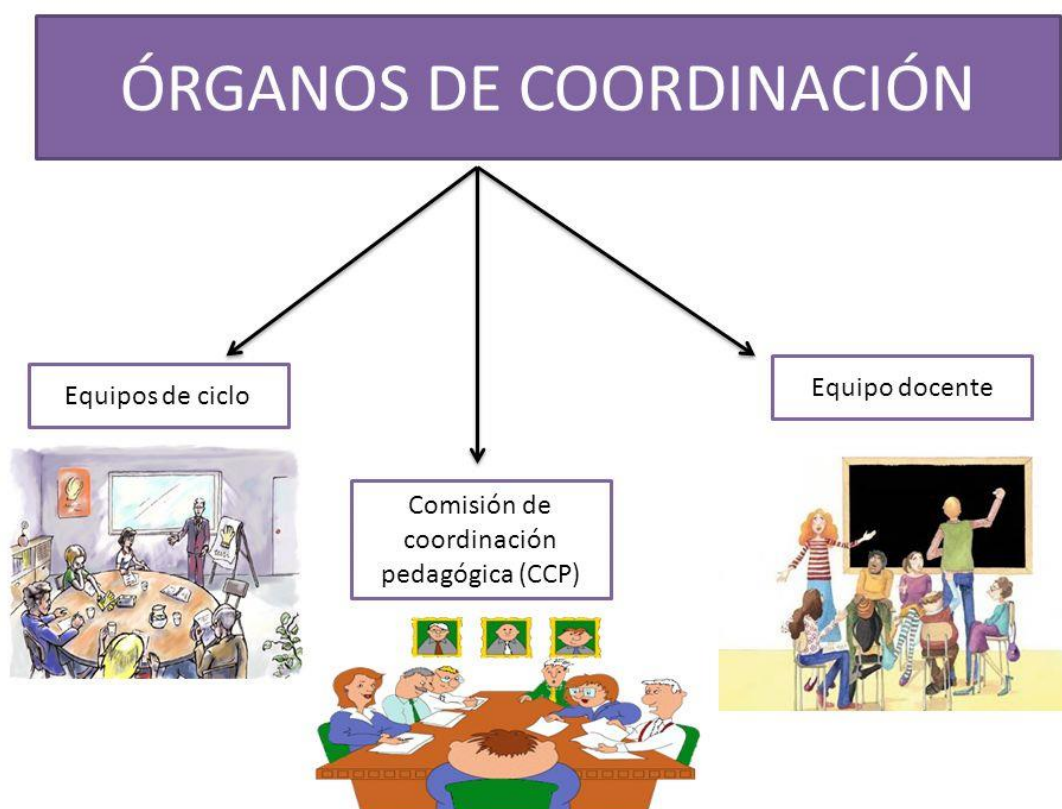 ÓRGANOS DE COORDINACIÓN
Equipos de ciclo
Equipo docente
Comisión de
coordinación
pedagógica (CCP)